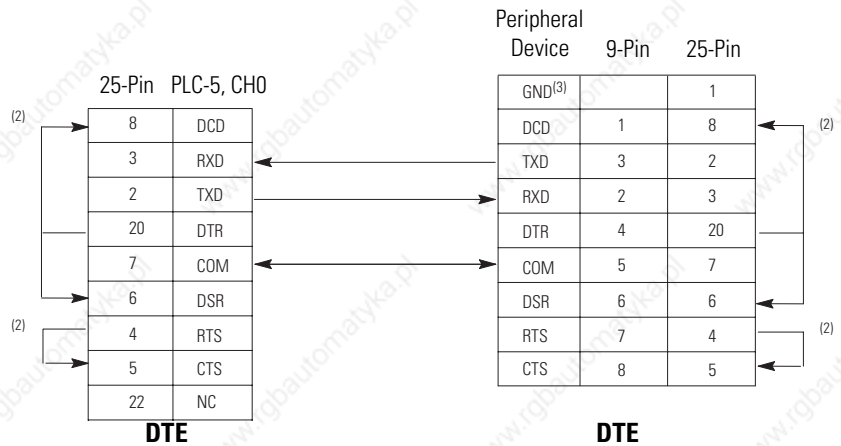 Peripheral
Device 9-Pin 25-Pin
25-Pin PLC-5, CH0
GND(3) 1
(2) 8 DCD
DCD 1 8 (2)
3 RXD
TXD 3 2
2 TXD
RXD 2 3
20 DTR
DTR 4 20
7 COM
COM 5 7
6 DSR
DSR 6 6
(2) 4 RTS
RTS 7 4 (2)
5 CTS
CTS 8 5
22 NC
DTE
DTE
www.rgbautomatyka.pl